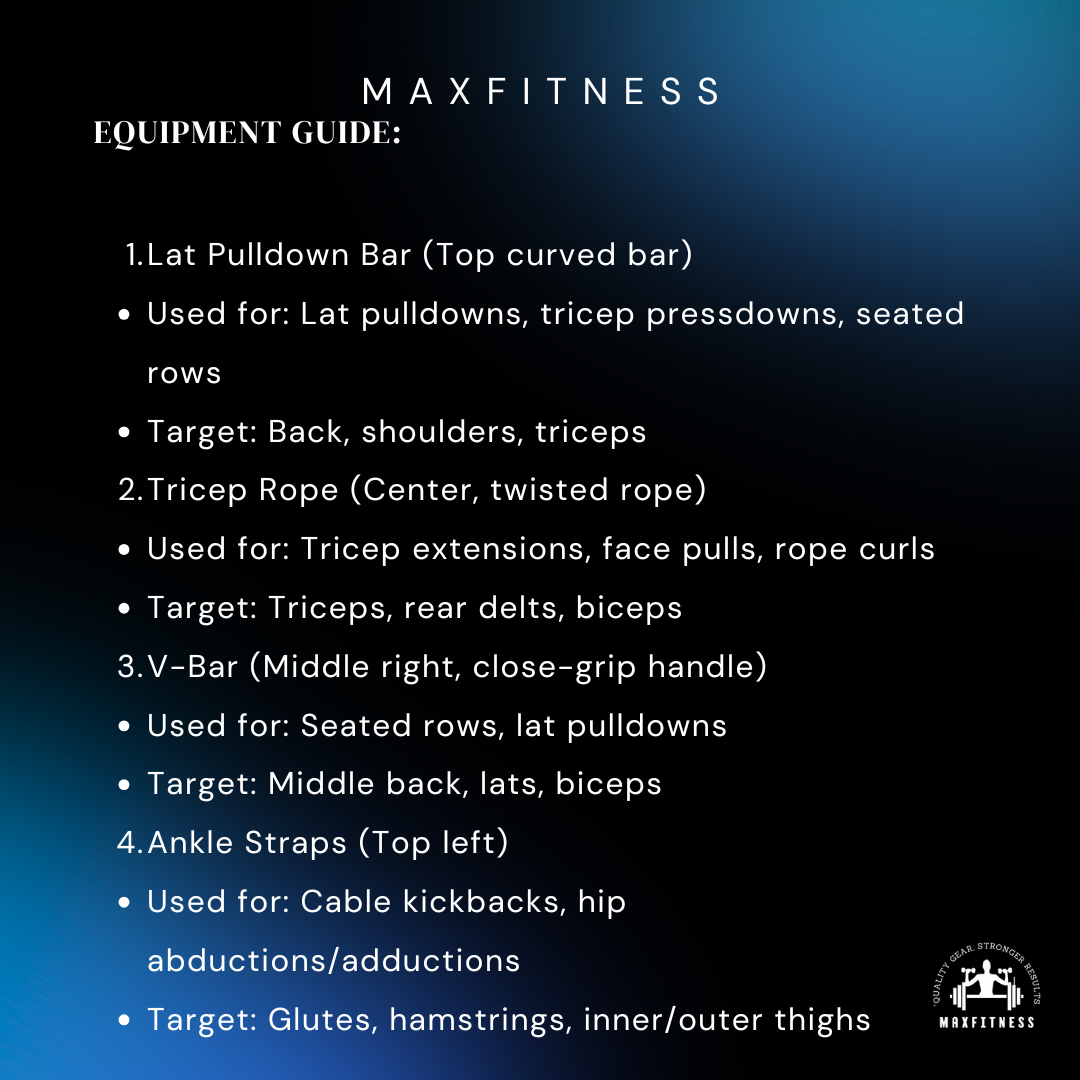 MAXFITNESS
EQUIPMENT GUIDE:
1. Lat Pulldown Bar (Top curved bar)
• Used for: Lat pulldowns, tricep pressdowns, seated
rows
• Target: Back, shoulders, triceps
2. Tricep Rope (Center, twisted rope)
• Used for: Tricep extensions, face pulls, rope curls
• Target: Triceps, rear delts, biceps
3. V-Bar (Middle right, close-grip handle)
• Used for: Seated rows, lat pulldowns
• Target: Middle back, lats, biceps
4. Ankle Straps (Top left)
• Used for: Cable kickbacks, hip
abductions/adductions
• Target: Glutes, hamstrings, inner/outer thighs
QUALITY GEAR, STRONGER RESULTS
MAXFITNESS